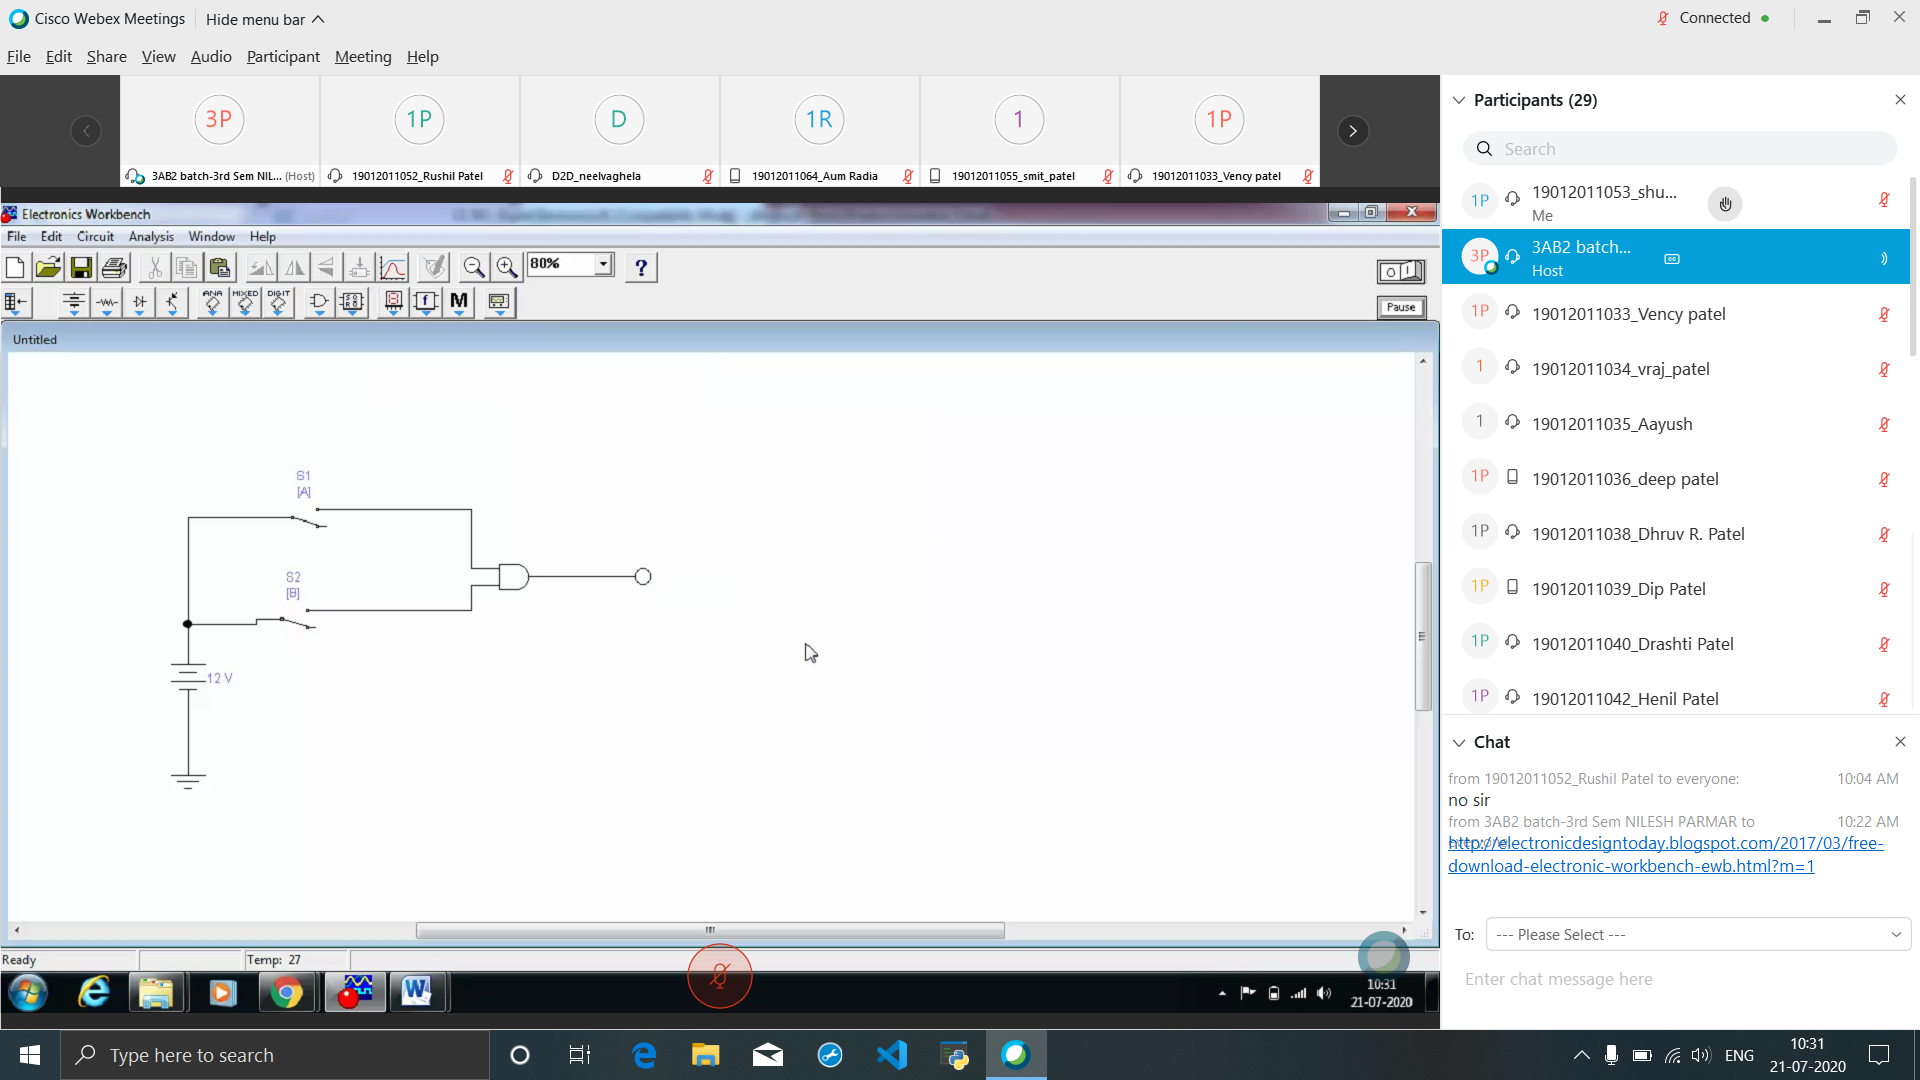 Cisco Webex Meetings
Hide menu bar
Connected
File Edit Share View Audio Participant Meeting Help
3P
1P
D
1R
1
1P
3AB2 batch-3rd Sem NIL... (Host)
19012011052_Rushil Patel
D2D_neelvaghela
19012011064_Aum Radia
19012011055_smit_patel
19012011033_Vency patel
Electronics Workbench
File Edit Circuit Analysis Window Help
80%
?
ANA
MIXED
DIGIT
M
Pause
Untitled
S1
[A]
S2
[B]
12 V
Ready
Temp: 27
10:31
21-07-2020
Participants (29)
Search
1P 19012011053_shu...
Me
3P 3AB2 batch...
Host
1P 19012011033_Vency patel
1 19012011034_vraj_patel
1 19012011035_Aayush
1P 19012011036_deep patel
1P 19012011038_Dhruv R. Patel
1P 19012011039_Dip Patel
1P 19012011040_Drashti Patel
1P 19012011042_Henil Patel
Chat
from 19012011052_Rushil Patel to everyone: 10:04 AM
no sir
from 3AB2 batch-3rd Sem NILESH PARMAR to 10:22 AM
http://electronicdesigntoday.blogspot.com/2017/03/free-
download-electronic-workbench-ewb.html?m=1
To: --- Please Select ---
Enter chat message here
Type here to search
ENG
10:31
21-07-2020